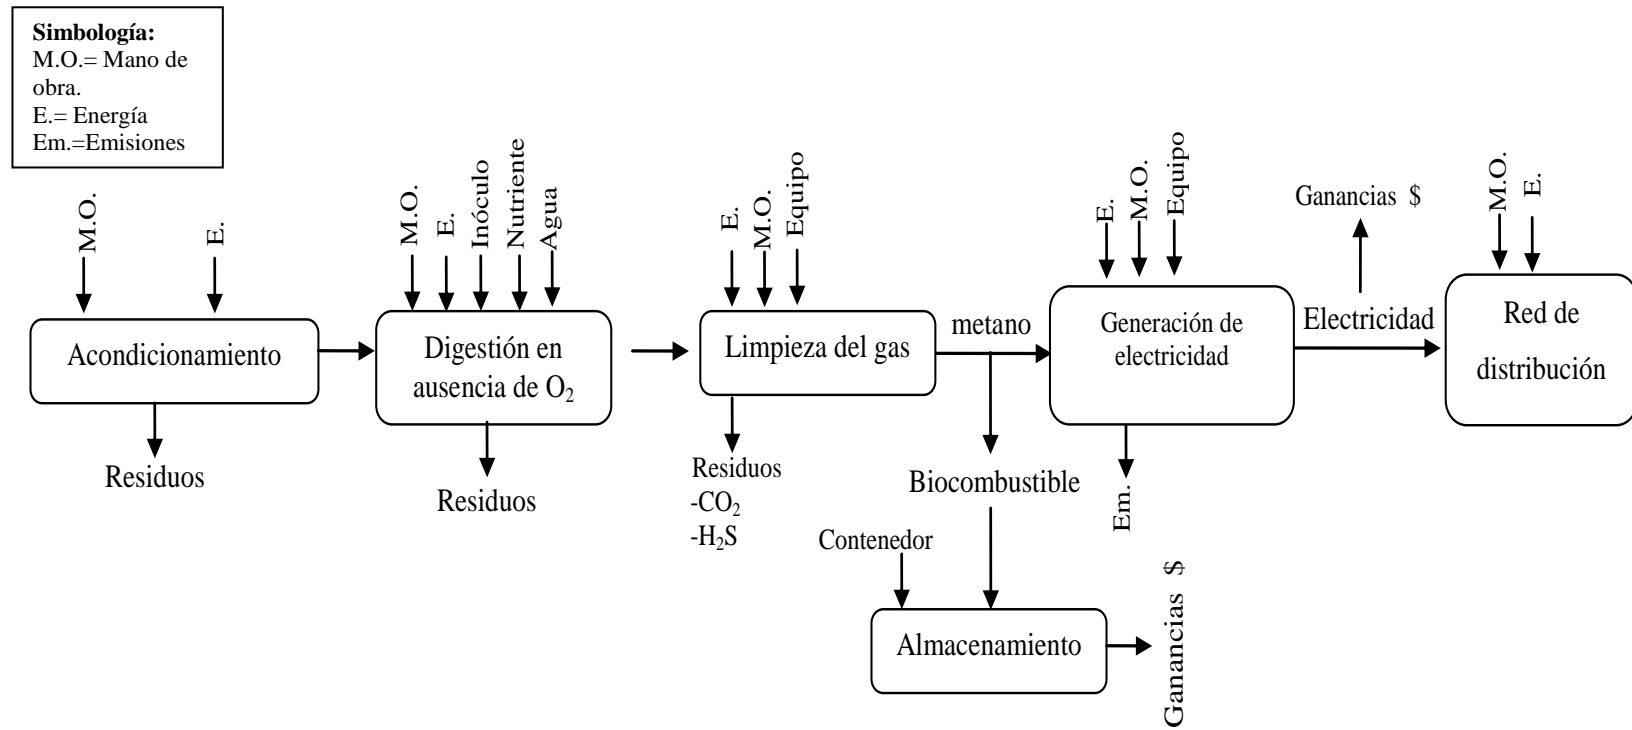 Simbología:
M.O.= Mano de
obra.
E.= Energía
Em.=Emisiones
M.O.
E.
Acondicionamiento
Residuos
M.O.
E.
Inóculo
Nutriente
Agua
Digestión en
ausencia de O₂
Residuos
E.
M.O.
Equipo
Limpieza del gas
Residuos
-CO₂
-H₂S
metano
Biocombustible
Contenedor
Almacenamiento
Ganancias $
E.
M.O.
Equipo
Generación de
electricidad
Em.
Ganancias $
Electricidad
M.O.
E.
Red de
distribución